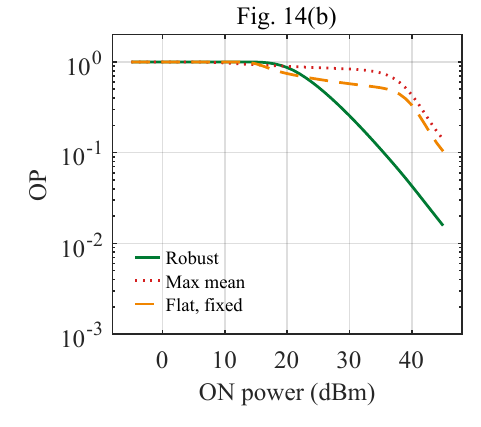 Fig. 14(b)
10^0
10^-1
10^-2
10^-3
OP
Robust
Max mean
Flat, fixed
0 10 20 30 40
ON power (dBm)